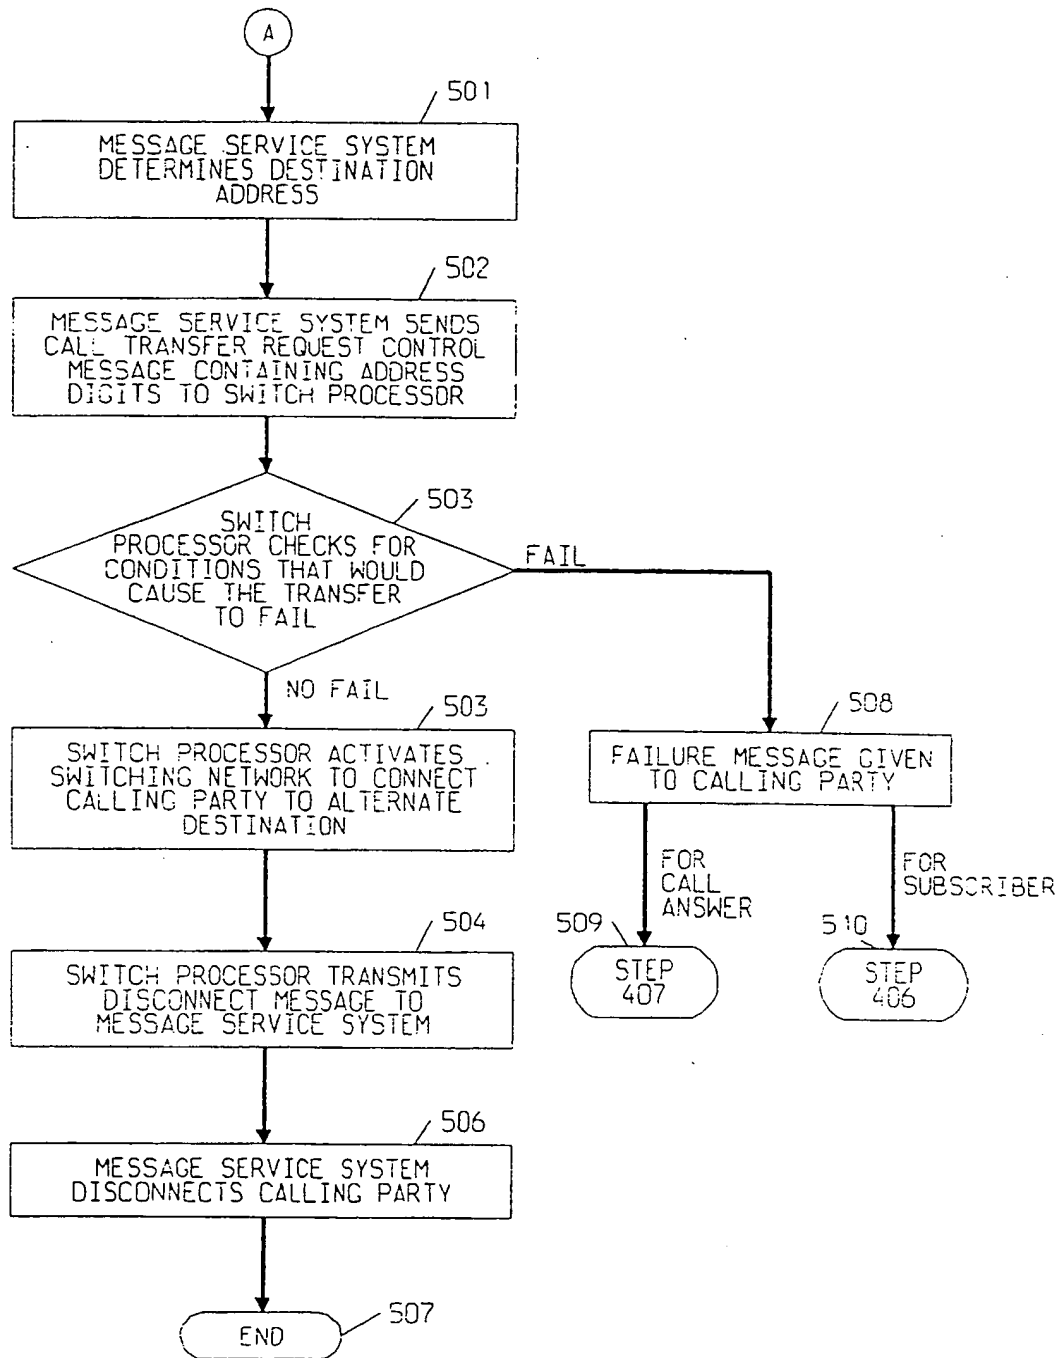 A
501
MESSAGE SERVICE SYSTEM
DETERMINES DESTINATION
ADDRESS
502
MESSAGE SERVICE SYSTEM SENDS
CALL TRANSFER REQUEST CONTROL
MESSAGE CONTAINING ADDRESS
DIGITS TO SWITCH PROCESSOR
503
SWITCH
PROCESSOR CHECKS FOR
CONDITIONS THAT WOULD
CAUSE THE TRANSFER
TO FAIL
FAIL
NO FAIL
503
SWITCH PROCESSOR ACTIVATES
SWITCHING NETWORK TO CONNECT
CALLING PARTY TO ALTERNATE
DESTINATION
508
FAILURE MESSAGE GIVEN
TO CALLING PARTY
FOR
CALL
ANSWER
FOR
SUBSCRIBER
509
STEP
407
510
STEP
406
504
SWITCH PROCESSOR TRANSMITS
DISCONNECT MESSAGE TO
MESSAGE SERVICE SYSTEM
506
MESSAGE SERVICE SYSTEM
DISCONNECTS CALLING PARTY
507
END